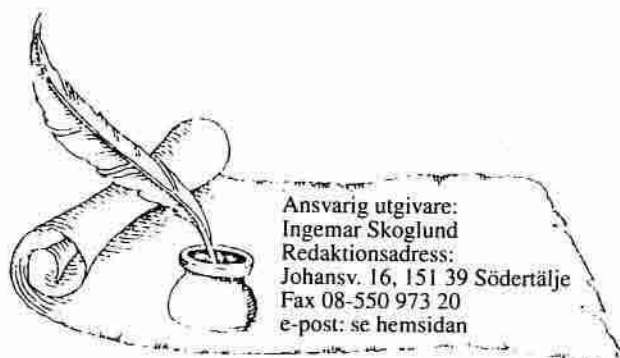 Ansvarig utgivare:
Ingemar Skoglund
Redaktionsadress:
Johansv. 16, 151 39 Södertälje
Fax 08-550 973 20
e-post: se hemsidan